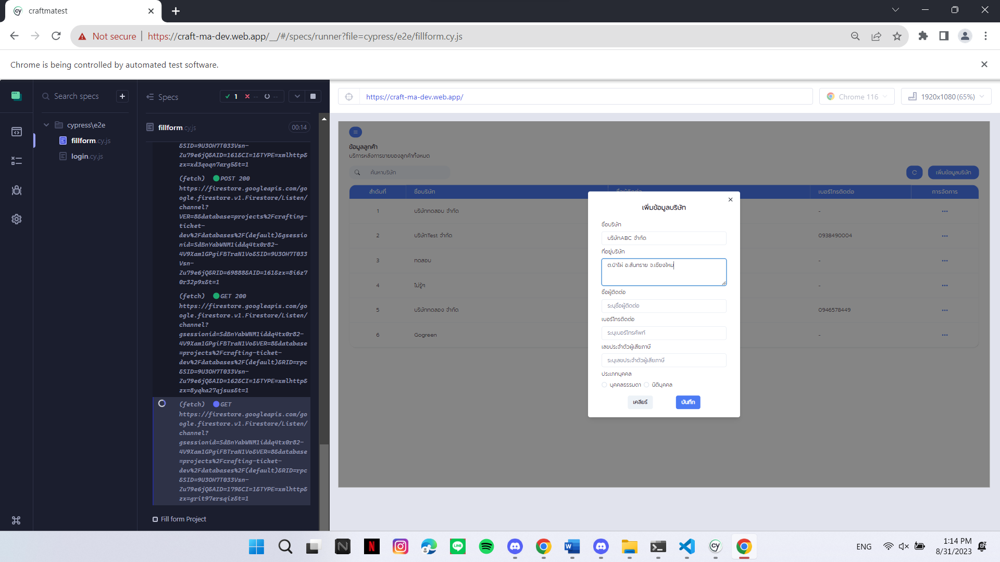 craftmatest
Not secure
https://craft-ma-dev.web.app/__/#/specs/runner?file=cypress/e2e/fillform.cy.js
Chrome is being controlled by automated test software.
Search specs
cypress\e2e
fillform.cy.js
login.cy.js
Specs
1 -- --
fillform.cy.js 00:14
&SID=9U3OH7T033Vsn-
Zu79e6jQ&AID=161&CI=1&TYPE=xmlhttp&
zx=xd3qoqn7arg5&t=1
(fetch) POST 200
https://firestore.googleapis.com/go
ogle.firestore.v1.Firestore/Listen/
channel?
VER=8&database=projects%2Fcrafting-
ticket-
dev%2Fdatabases%2F(default)&gsessi
onid=SdBnYabWNM1iddq4tx0r82-
4V9Xam1GPgiFBTraN1Vo&SID=9U3OH7T033
Vsn-
Zu79e6jQ&RID=69888&AID=161&zx=8i6z7
0r32p9x&t=1
(fetch) GET 200
https://firestore.googleapis.com/go
ogle.firestore.v1.Firestore/Listen/
channel?
gsessionid=SdBnYabWNM1iddq4tx0r82-
4V9Xam1GPgiFBTraN1Vo&VER=8&database
=projects%2Fcrafting-ticket-
dev%2Fdatabases%2F(default)&RID=rpc
&SID=9U3OH7T033Vsn-
Zu79e6jQ&AID=162&CI=1&TYPE=xmlhttp&
zx=8yqka27qjsus&t=1
(fetch) GET
https://firestore.googleapis.com/go
ogle.firestore.v1.Firestore/Listen/
channel?
gsessionid=SdBnYabWNM1iddq4tx0r82-
4V9Xam1GPgiFBTraN1Vo&VER=8&database
=projects%2Fcrafting-ticket-
dev%2Fdatabases%2F(default)&RID=rpc
&SID=9U3OH7T033Vsn-
Zu79e6jQ&AID=179&CI=1&TYPE=xmlhttp&
zx=grit97ersqiz&t=1
Fill form Project
https://craft-ma-dev.web.app/
Chrome 116
1920x1080 (65%)
ข้อมูลลูกค้า
บริการหลังการขายของลูกค้าทั้งหมด
ค้นหาบริษัท
เพิ่มข้อมูลบริษัท
ลำดับที่ ชื่อบริษัท ชื่อผู้ติดต่อ เบอร์โทรติดต่อ การจัดการ
1 บริษัททดสอบ จำกัด -
2 บริษัทTest จำกัด 0938490004
3 ทดสอบ -
4 ไม่รู้ๆ -
5 บริษัททดลอง จำกัด 0946578449
6 Gogreen -
เพิ่มข้อมูลบริษัท
ชื่อบริษัท
บริษัทABC จำกัด
ที่อยู่บริษัท
ต.ป่าไผ่ อ.สันทราย จ.เชียงใหม่
ชื่อผู้ติดต่อ
ระบุชื่อผู้ติดต่อ
เบอร์โทรติดต่อ
ระบุเบอร์โทรศัพท์
เลขประจำตัวผู้เสียภาษี
ระบุเลขประจำตัวผู้เสียภาษี
ประเภทบุคคล
บุคคลธรรมดา นิติบุคคล
เคลียร์ บันทึก
ENG
1:14 PM
8/31/2023